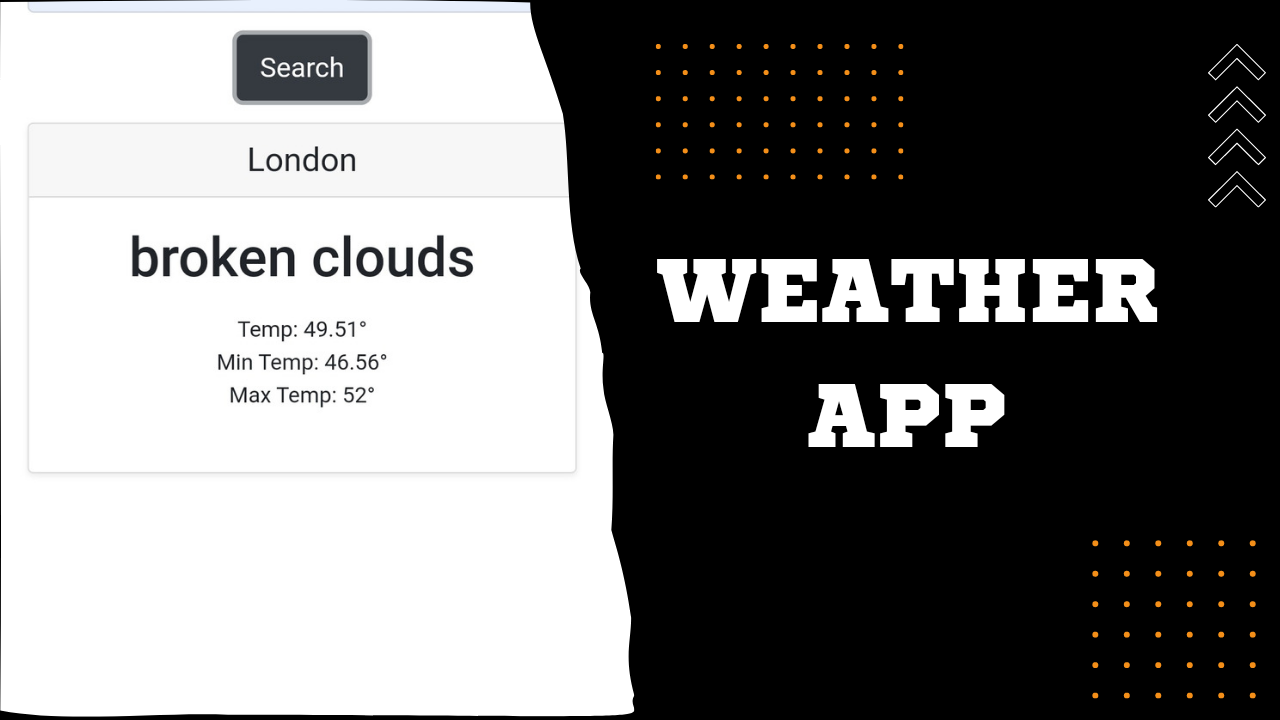 Search
London
broken clouds
Temp: 49.51°
Min Temp: 46.56°
Max Temp: 52°
WEATHER
APP